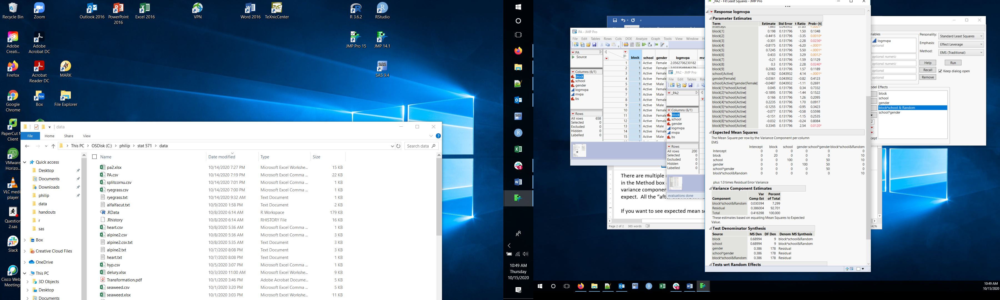 Recycle Bin
Zoom
Outlook 2016
PowerPoint
2016
Excel 2016
VPN
Word 2016
TeXnicCenter
R 3.6.2
RStudio
Adobe
Creati...
Adobe
Acrobat DC
JMP Pro 15
JMP 14.1
Firefox
Acrobat
Reader DC
MARK
SAS 9.4
Google
Chrome
Box
File Explorer
PaperCut M
Client
VMware
Horizo...
VLC medi
player
Question
2.sas
Slack
Cisco Web
Meetings
data
File
Home
Share
View
This PC > OSDisk (C:) > philip > stat 571 > data
Search data
Quick access
Desktop
Documents
Downloads
philip
data
handouts
r
sas
Box
Creative Cloud Files
OneDrive
This PC
3D Objects
Desktop
Documents
Name Date modified Type Size
pa2.xlsx 10/14/2020 7:27 PM Microsoft Excel Workshe... 15 KB
PA.csv 10/14/2020 7:19 PM Microsoft Excel Comma ... 22 KB
splitcornu.csv 10/14/2020 7:01 PM Microsoft Excel Comma ... 1 KB
ryegrass.csv 10/14/2020 7:00 PM Microsoft Excel Comma ... 1 KB
ryegrass.txt 10/14/2020 9:32 AM Text Document 1 KB
alfalfacut.txt 10/9/2020 1:58 PM Text Document 2 KB
.RData 10/8/2020 6:14 AM R Workspace 179 KB
.Rhistory 10/8/2020 6:14 AM RHISTORY File 16 KB
heart.csv 10/8/2020 5:36 AM Microsoft Excel Comma ... 1 KB
alpine2.csv 10/8/2020 5:36 AM Microsoft Excel Comma ... 3 KB
alpine2.csv.txt 10/8/2020 5:35 AM Text Document 3 KB
alpine2.txt 10/7/2020 8:08 PM Text Document 3 KB
heart.txt 10/7/2020 8:08 PM Text Document 1 KB
hyp.csv 10/5/2020 3:07 PM Microsoft Excel Comma ... 1 KB
delury.xlsx 10/3/2020 11:00 AM Microsoft Excel Workshe... 9 KB
Transformation.pdf 10/1/2020 3:46 PM Adobe Acrobat Docume... 5 KB
seaweed.csv 10/1/2020 3:20 PM Microsoft Excel Comma ... 5 KB
seaweed.xlsx 10/1/2020 3:03 PM Microsoft Excel Workshe... 11 KB
10:49 AM
Thursday
10/15/2020
PA - JMP Pro
File Edit Tables Rows Cols DOE Analyze Graph Tools View Window H
PA
Source
Columns (6/1)
block
school
gender
logmvpa
mvpa
bs
Rows
All rows 658
Selected 0
Excluded 0
Hidden 0
Labelled 0
block school gender logmvpa mv
1 1 Active Female 2.0562706230182
2 1 Active Female 2.0333548846179
3 1 Active Female
4 1 Active Female
5 1 Active Male
6 1 Active Female
7 1 Active Male
8 1 Active Female
9 1 Active Male
10 1 Active Female
11 1 Active Female
12 1 Active Female
13 1 Active Male
14 1 Active Female
15 1 Active Male
_PA2 - JMP Pro
File Edit Tables Ro
_PA2
Columns (6/1)
block
school
gender
logmvpa
mvpa
bs
Rows
All rows 200
Selected 0
Excluded 0
Hidden 0
Labelled 0
evaluations done
There are multiple
in the Method box
variance componen
expect. All the "aft
If you want to see expected mean s
Page 2 of 2 365 words
142%
_PA2 - Fit Least Squares - JMP Pro
Response logmvpa
Parameter Estimates
Term Estimate Std Error t Ratio Prob>|t|
Intercept 1.663 0.043932 37.85 <.0001*
block[1] 0.198 0.131796 1.50 0.1348
block[2] -0.4415 0.131796 -3.35 0.0010*
block[3] -0.301 0.131796 -2.28 0.0236*
block[4] -0.8175 0.131796 -6.20 <.0001*
block[5] 0.7245 0.131796 5.50 <.0001*
block[6] 0.433 0.131796 3.29 0.0012*
block[7] -0.21 0.131796 -1.59 0.1129
block[8] 0.3 0.131796 2.28 0.0240*
block[9] 0.2065 0.131796 1.57 0.1189
school[Active] 0.182 0.043932 4.14 <.0001*
gender[Female] -0.0361 0.043932 -0.82 0.4123
school[Active]*gender[Female] -0.0487 0.043932 -1.11 0.2691
block[1]*school[Active] 0.045 0.131796 0.34 0.7332
block[2]*school[Active] -0.1895 0.131796 -1.44 0.1522
block[3]*school[Active] 0.166 0.131796 1.26 0.2095
block[4]*school[Active] 0.2235 0.131796 1.70 0.0917
block[5]*school[Active] -0.1255 0.131796 -0.95 0.3423
block[6]*school[Active] -0.077 0.131796 -0.58 0.5598
block[7]*school[Active] -0.151 0.131796 -1.15 0.2535
block[8]*school[Active] -0.032 0.131796 -0.24 0.8084
block[9]*school[Active] 0.3345 0.131796 2.54 0.0120*
Expected Mean Squares
The Mean Square per row by the Variance Component per column
EMS
Intercept block school gender school*gender block*school&Random
Intercept 0 0 0 0 0 0
block 0 20 0 0 0 10
school 0 0 100 0 50 10
gender 0 0 0 100 50 0
school*gender 0 0 0 0 50 0
block*school&Random 0 0 0 0 0 10
plus 1.0 times Residual Error Variance
Variance Component Estimates
Component Var Comp Est Percent of Total
block*school&Random 0.030394 7.299
Residual 0.386004 92.701
Total 0.416398 100.000
These estimates based on equating Mean Squares to Expected
Value.
Test Denominator Synthesis
Source MS Den DF Den Denom MS Synthesis
block 0.68994 9 block*school&Random
school 0.68994 9 block*school&Random
gender 0.386 178 Residual
school*gender 0.386 178 Residual
block*school&Random 0.386 178 Residual
Tests wrt Random Effects
riables
logmvpa
optional
optional numeric
optional numeric
optional
optional
Personality: Standard Least Squares
Emphasis: Effect Leverage
Method: EMS (Traditional)
Help
Run
Recall
Keep dialog open
Remove
odel Effects
block
school
gender
block*school & Random
school*gender
2
cept
10:49 AM
10/15/2020